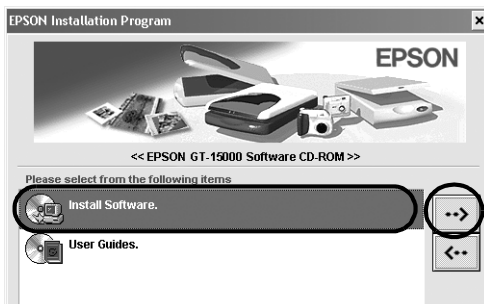 EPSON Installation Program
EPSON
<< EPSON GT-15000 Software CD-ROM >>
Please select from the following items
Install Software.
User Guides.